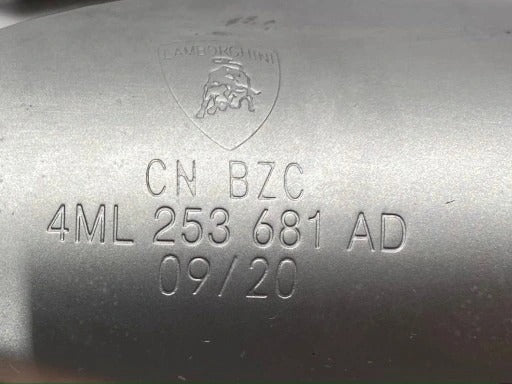 LAMBORGHINI
CN BZC
4ML 253 681 AD
09/20